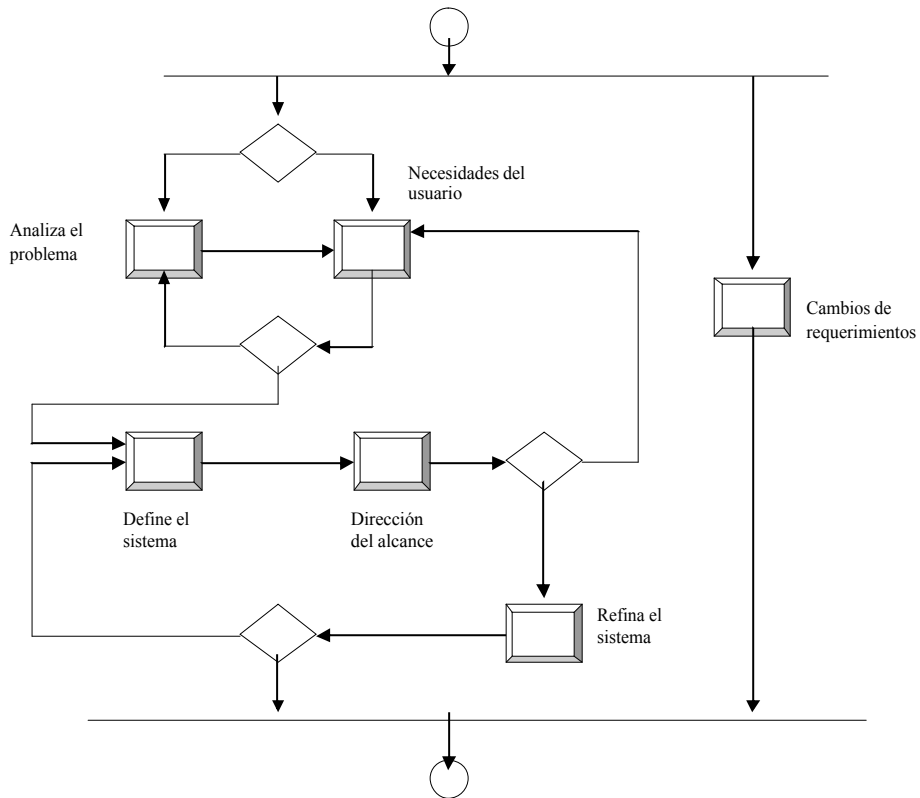 Necesidades del
usuario
Analiza el
problema
Cambios de
requerimientos
Define el
sistema
Dirección
del alcance
Refina el
sistema